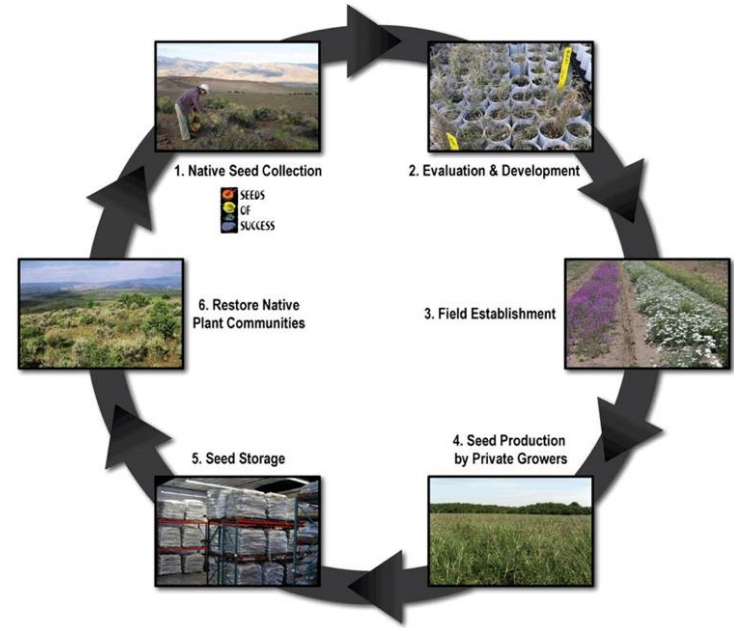 1. Native Seed Collection
SEEDS
OF
SUCCESS
2. Evaluation & Development
3. Field Establishment
4. Seed Production
by Private Growers
5. Seed Storage
6. Restore Native
Plant Communities